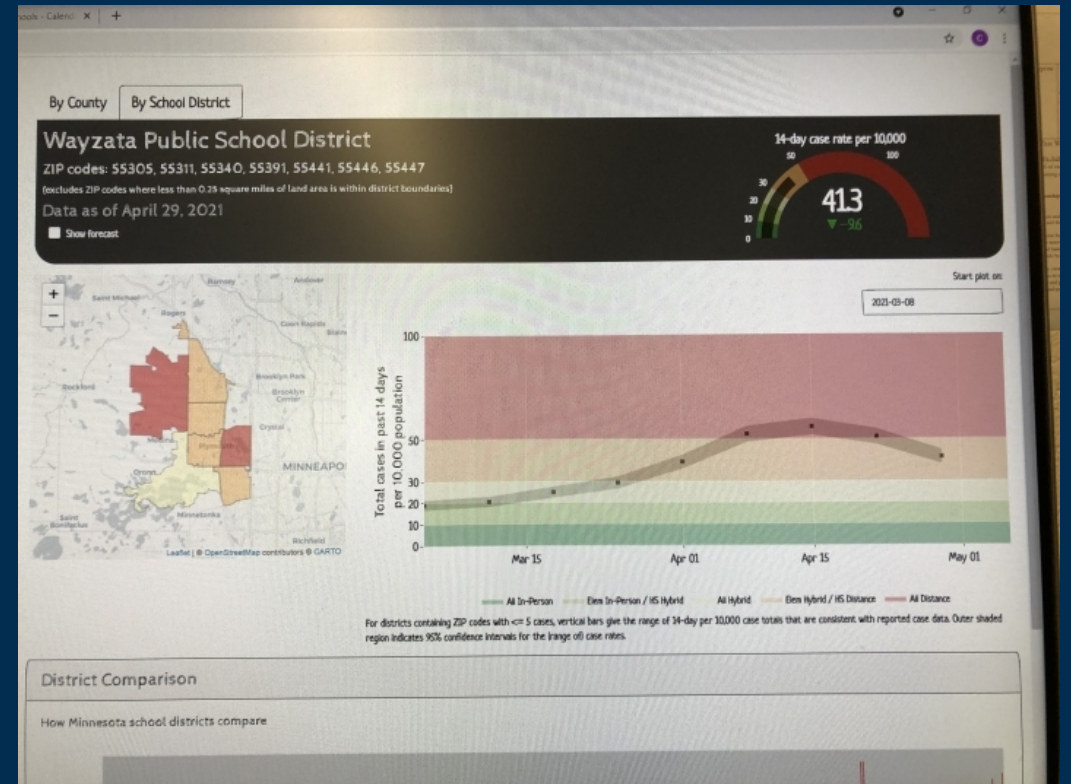 By County
By School District
Wayzata Public School District
ZIP codes: 55305, 55311, 55340, 55391, 55441, 55446, 55447
(excludes ZIP codes where less than 0.25 square miles of land area is within district boundaries)
Data as of April 29, 2021
Show forecast
14-day case rate per 10,000
50
100
30
20
10
0
41.3
▼ -9.6
Start plot on:
2021-03-08
+
−
Saint Michael
Rogers
Ramsey
Andover
Coon Rapids
Brooklyn Park
Brooklyn
Center
Crystal
Rockford
Orono
MINNEAPO
Saint
Bonifacius
Minnetonka
Richfield
Leaflet | © OpenStreetMap contributors © CARTO
Total cases in past 14 days
per 10,000 population
100
50
30
20
10
0
Mar 15
Apr 01
Apr 15
May 01
All In-Person
Elem In-Person / HS Hybrid
All Hybrid
Elem Hybrid / HS Distance
All Distance
For districts containing ZIP codes with <= 5 cases, vertical bars give the range of 14-day per 10,000 case totals that are consistent with reported case data. Outer shaded
region indicates 95% confidence intervals for the (range of) case rates.
District Comparison
How Minnesota school districts compare